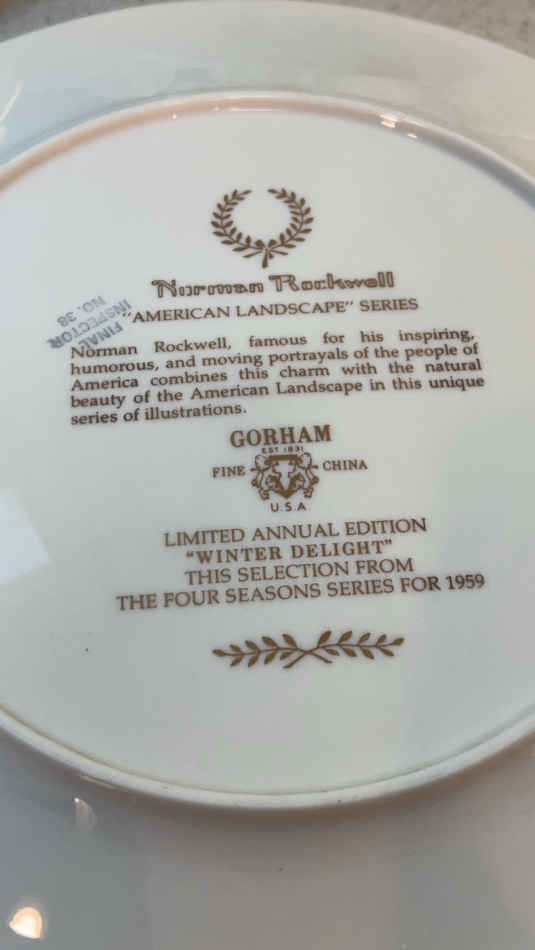 Norman Rockwell
"AMERICAN LANDSCAPE" SERIES
FINAL
INSPECTOR
NO. 38
Norman Rockwell, famous for his inspiring,
humorous, and moving portrayals of the people of
America combines this charm with the natural
beauty of the American Landscape in this unique
series of illustrations.
GORHAM
EST 1831
FINE CHINA
U.S.A
LIMITED ANNUAL EDITION
"WINTER DELIGHT"
THIS SELECTION FROM
THE FOUR SEASONS SERIES FOR 1959